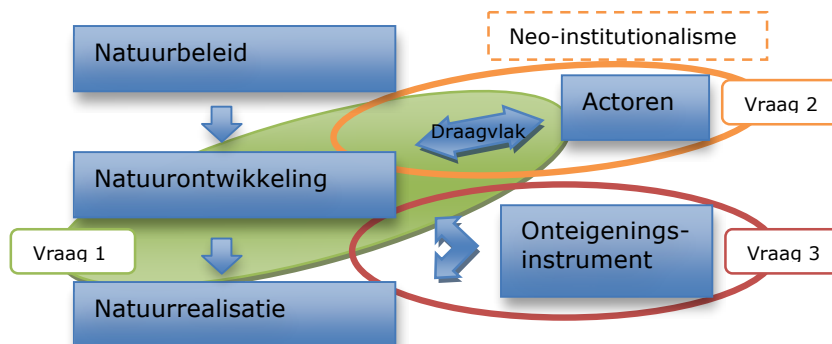 Neo-institutionalisme
Natuurbeleid
Actoren
Vraag 2
Draagvlak
Natuurontwikkeling
Onteigenings-
instrument
Vraag 1
Vraag 3
Natuurrealisatie